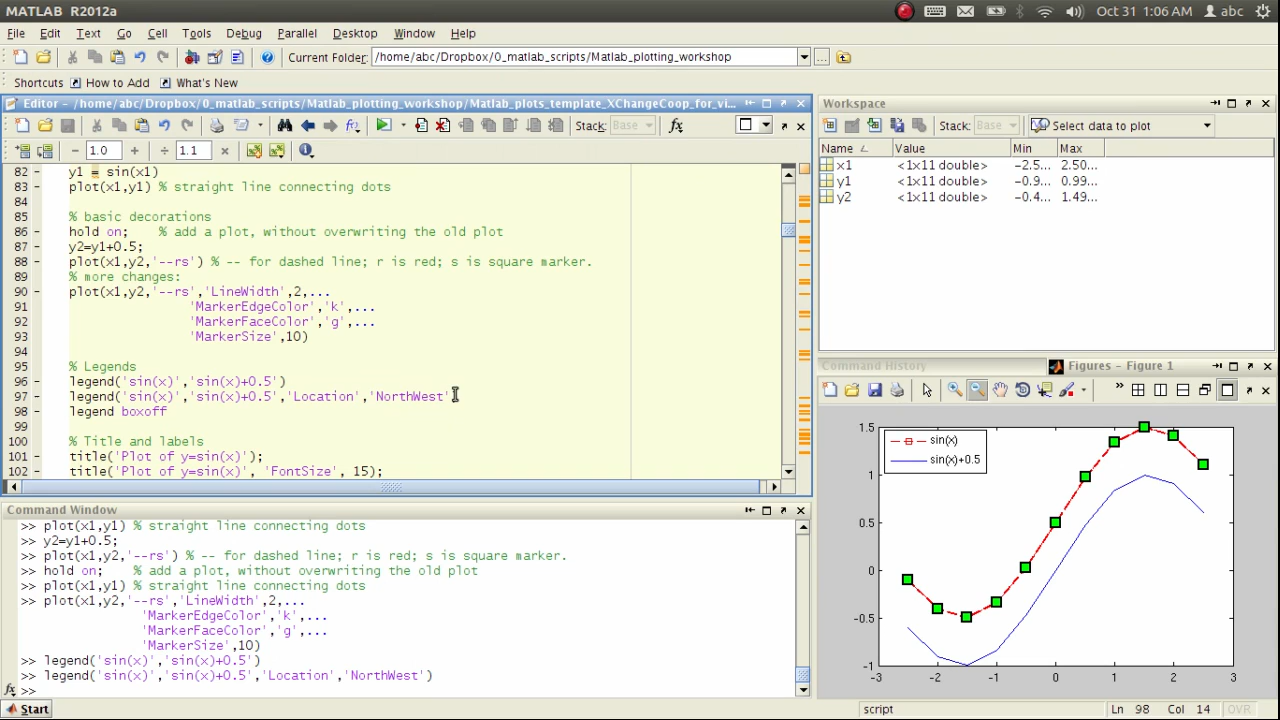 MATLAB R2012a
Oct 31 1:06 AM abc
File Edit Text Go Cell Tools Debug Parallel Desktop Window Help
Current Folder: /home/abc/Dropbox/0_matlab_scripts/Matlab_plotting_workshop
Shortcuts How to Add What's New
Editor - /home/abc/Dropbox/0_matlab_scripts/Matlab_plotting_workshop/Matlab_plots_template_XChangeCoop_for_vi...
Stack: Base
1.0 1.1
82 y1 = sin(x1)
83 plot(x1,y1) % straight line connecting dots
84
85 % basic decorations
86 hold on; % add a plot, without overwriting the old plot
87 y2=y1+0.5;
88 plot(x1,y2,'--rs') % -- for dashed line; r is red; s is square marker.
89 % more changes:
90 plot(x1,y2,'--rs','LineWidth',2,...
91 'MarkerEdgeColor','k',...
92 'MarkerFaceColor','g',...
93 'MarkerSize',10)
94
95 % Legends
96 legend('sin(x)','sin(x)+0.5')
97 legend('sin(x)','sin(x)+0.5','Location','NorthWest'
98 legend boxoff
99
100 % Title and labels
101 title('Plot of y=sin(x)');
102 title('Plot of y=sin(x)', 'FontSize', 15);
Command Window
>> plot(x1,y1) % straight line connecting dots
>> y2=y1+0.5;
>> plot(x1,y2,'--rs') % -- for dashed line; r is red; s is square marker.
>> hold on; % add a plot, without overwriting the old plot
>> plot(x1,y1) % straight line connecting dots
>> plot(x1,y2,'--rs','LineWidth',2,...
'MarkerEdgeColor','k',...
'MarkerFaceColor','g',...
'MarkerSize',10)
>> legend('sin(x)','sin(x)+0.5')
>> legend('sin(x)','sin(x)+0.5','Location','NorthWest')
>>
Workspace
Stack: Base Select data to plot
Name Value Min Max
x1 <1x11 double> -2.5... 2.50...
y1 <1x11 double> -0.9... 0.99...
y2 <1x11 double> -0.4... 1.49...
Command History Figures - Figure 1
sin(x)
sin(x)+0.5
1.5
1
0.5
0
-0.5
-1
-3 -2 -1 0 1 2 3
Start script Ln 98 Col 14 OVR